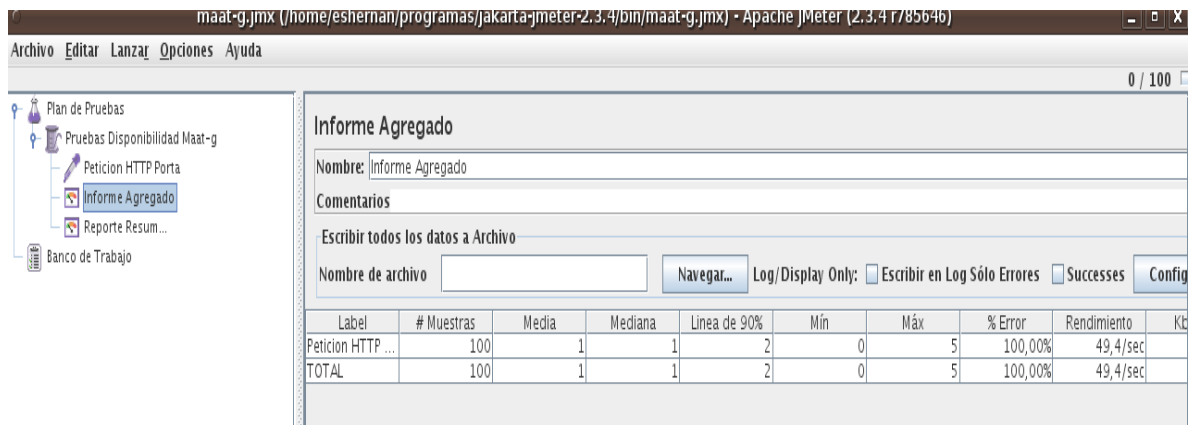 maat-g.jmx (/home/eshernan/programas/jakarta-jmeter-2.3.4/bin/maat-g.jmx) - Apache JMeter (2.3.4 r785646)
Archivo Editar Lanzar Opciones Ayuda
0 / 100
Plan de Pruebas
Pruebas Disponibilidad Maat-g
Peticion HTTP Porta
Informe Agregado
Reporte Resum...
Banco de Trabajo
Informe Agregado
Nombre: Informe Agregado
Comentarios
Escribir todos los datos a Archivo
Nombre de archivo Navegar... Log/Display Only: Escribir en Log Sólo Errores Successes Config
Label # Muestras Media Mediana Linea de 90% Mín Máx % Error Rendimiento Kb
Peticion HTTP ... 100 1 1 2 0 5 100,00% 49,4/sec
TOTAL 100 1 1 2 0 5 100,00% 49,4/sec